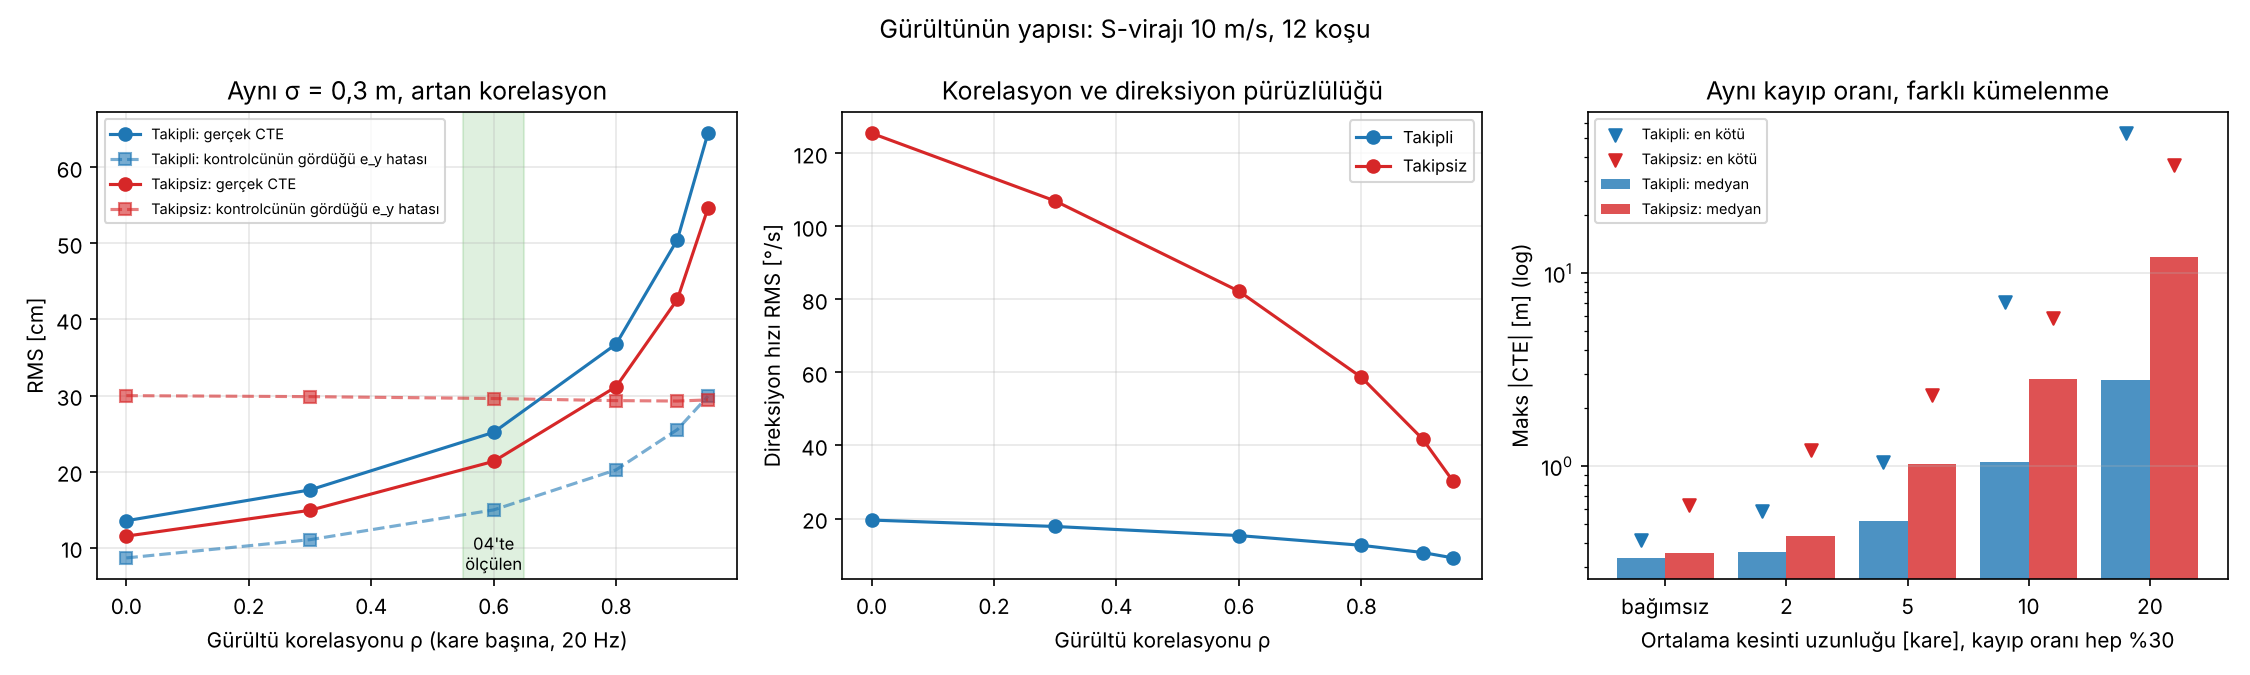 Gürültünün yapısı: S-virajı 10 m/s, 12 koşu
Aynı σ = 0,3 m, artan korelasyon
Takipli: gerçek CTE
Takipli: kontrolcünün gördüğü e_y hatası
Takipsiz: gerçek CTE
Takipsiz: kontrolcünün gördüğü e_y hatası
04'te
ölçülen
RMS [cm]
60
50
40
30
20
10
0.0 0.2 0.4 0.6 0.8
Gürültü korelasyonu ρ (kare başına, 20 Hz)
Korelasyon ve direksiyon pürüzlülüğü
Takipli
Takipsiz
Direksiyon hızı RMS [°/s]
120
100
80
60
40
20
0.0 0.2 0.4 0.6 0.8
Gürültü korelasyonu ρ
Aynı kayıp oranı, farklı kümelenme
Takipli: en kötü
Takipsiz: en kötü
Takipli: medyan
Takipsiz: medyan
Maks |CTE| [m] (log)
10¹
10⁰
bağımsız 2 5 10 20
Ortalama kesinti uzunluğu [kare], kayıp oranı hep %30